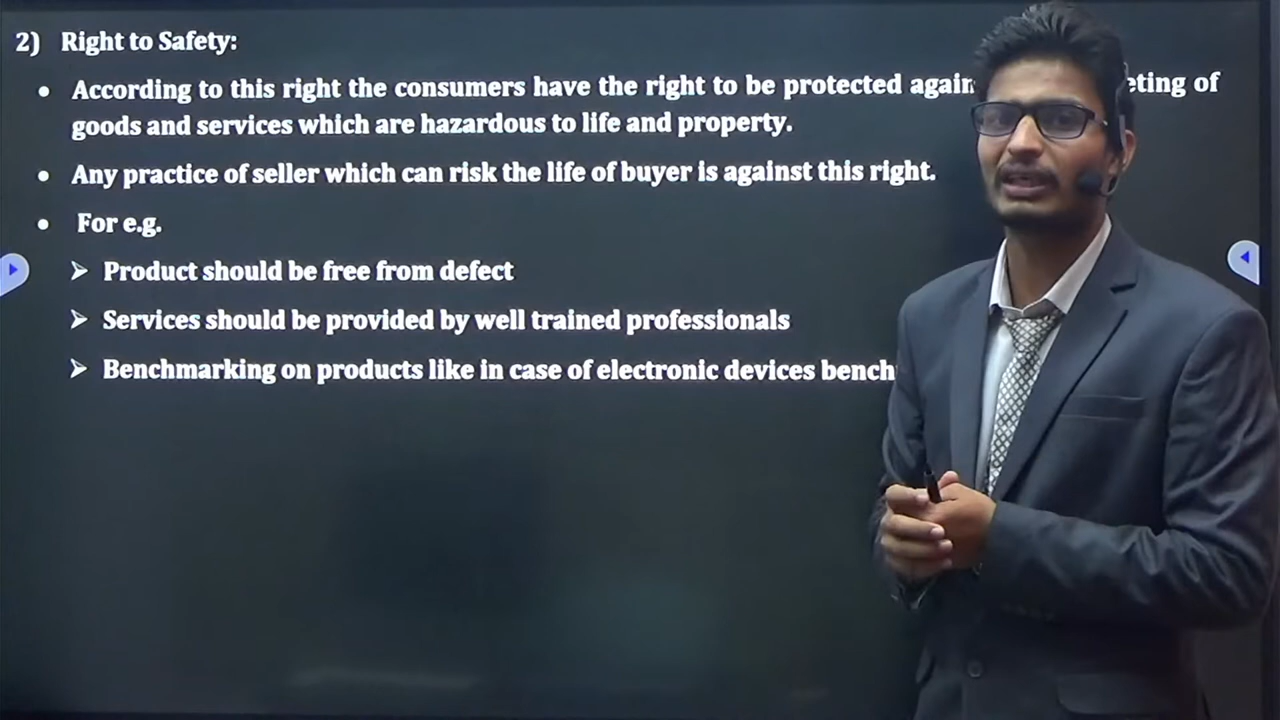 2) Right to Safety:
• According to this right the consumers have the right to be protected again eting of
goods and services which are hazardous to life and property.
• Any practice of seller which can risk the life of buyer is against this right.
• For e.g.
➢ Product should be free from defect
➢ Services should be provided by well trained professionals
➢ Benchmarking on products like in case of electronic devices bench